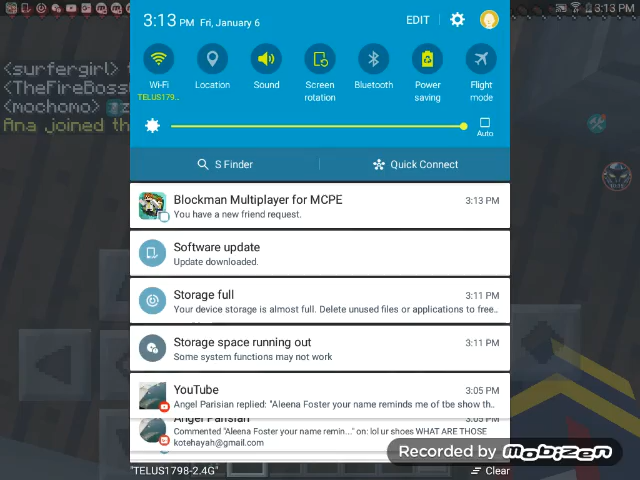 3:13 PM Fri, January 6 EDIT
3:13 PM
Wi-Fi Location Sound Screen rotation Bluetooth Power saving Flight mode
TELUS179..
Auto
S Finder Quick Connect
<surfergirl>
<TheFireBoss
<mochomo>
Ana joined th
Blockman Multiplayer for MCPE 3:13 PM
You have a new friend request.
Software update
Update downloaded.
Storage full 3:11 PM
Your device storage is almost full. Delete unused files or applications to free..
Storage space running out 3:11 PM
Some system functions may not work
YouTube 3:05 PM
Angel Parisian replied: "Aleena Foster your name reminds me of tbe show th..
Angel Parisian 3:05 PM
Commented "Aleena Foster your name remin..." on: lol ur shoes WHAT ARE THOSE
kotehayah@gmail.com
Recorded by Mobizen
"TELUS1798-2.4G" Clear